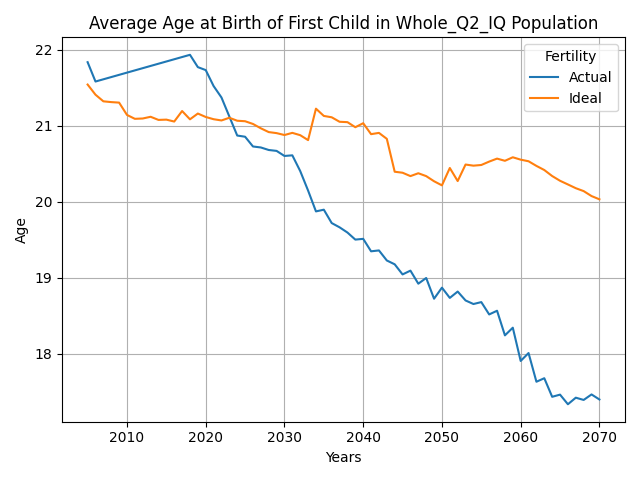 Average Age at Birth of First Child in Whole_Q2_IQ Population
Fertility
Actual
Ideal
22
21
20
19
18
Age
2010 2020 2030 2040 2050 2060 2070
Years